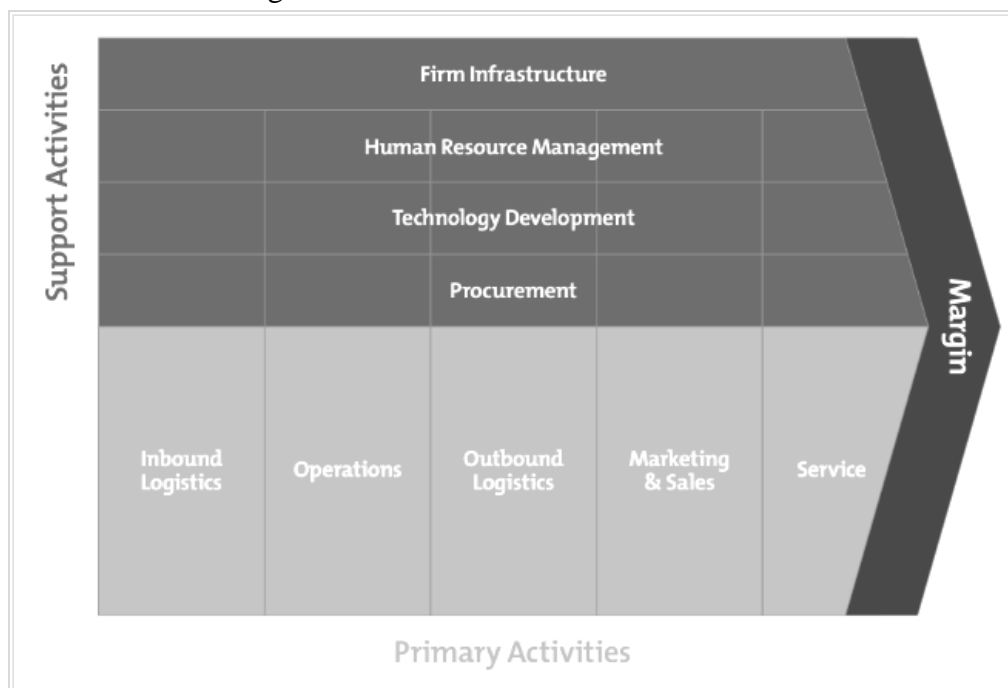 Support Activities
Firm Infrastructure
Human Resource Management
Technology Development
Procurement
Margin
Inbound
Logistics
Operations
Outbound
Logistics
Marketing
& Sales
Service
Primary Activities